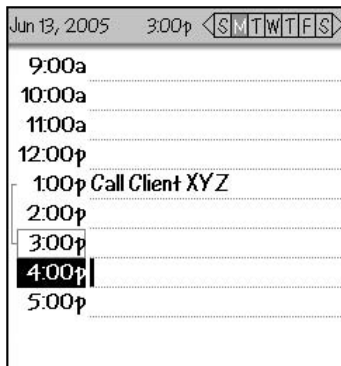 Jun 13, 2005 3:00p S M T W T F S
9:00a
10:00a
11:00a
12:00p
1:00p Call Client XYZ
2:00p
3:00p
4:00p
5:00p